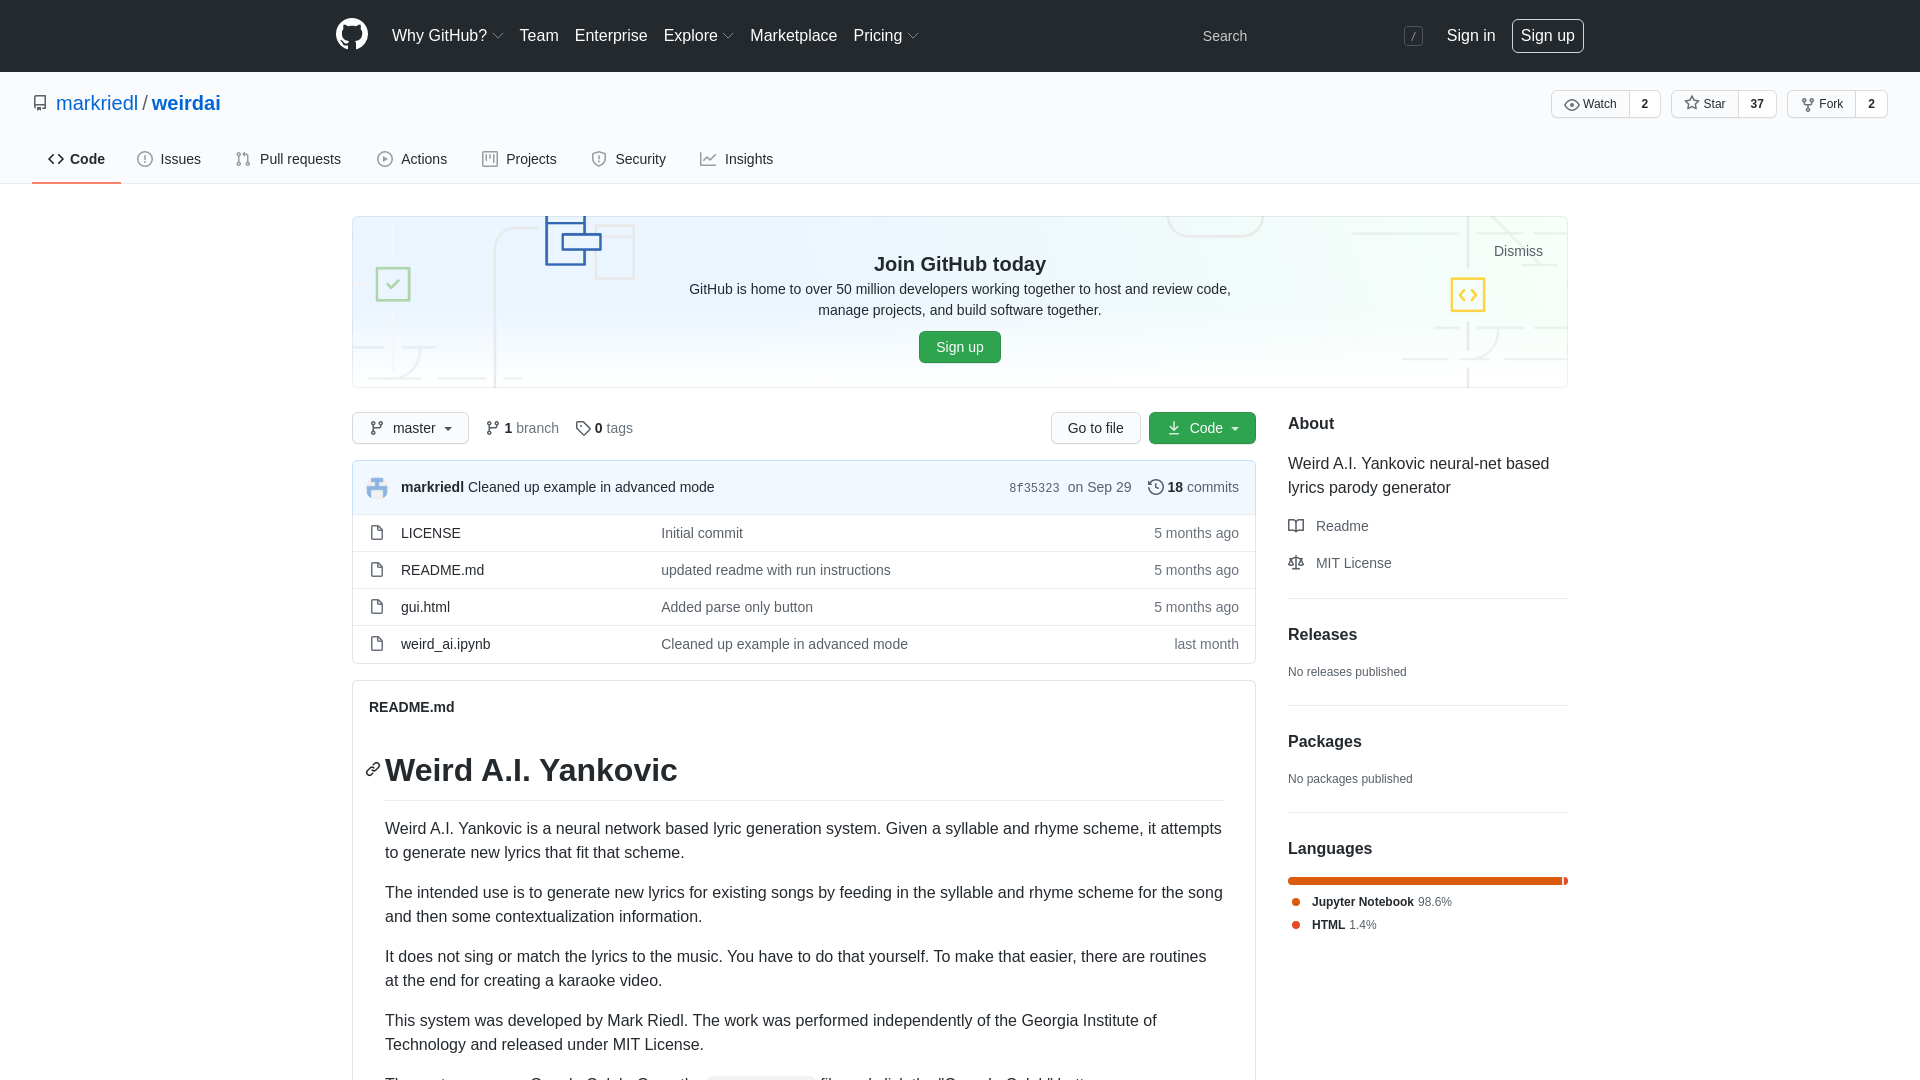 Why GitHub? Team Enterprise Explore Marketplace Pricing Search / Sign in Sign up
markriedl / weirdai Watch 2 Star 37 Fork 2
Code Issues Pull requests Actions Projects Security Insights
Dismiss
Join GitHub today
GitHub is home to over 50 million developers working together to host and review code,
manage projects, and build software together.
Sign up
master 1 branch 0 tags Go to file Code
markriedl Cleaned up example in advanced mode 8f35323 on Sep 29 18 commits
LICENSE Initial commit 5 months ago
README.md updated readme with run instructions 5 months ago
gui.html Added parse only button 5 months ago
weird_ai.ipynb Cleaned up example in advanced mode last month
README.md
Weird A.I. Yankovic
Weird A.I. Yankovic is a neural network based lyric generation system. Given a syllable and rhyme scheme, it attempts
to generate new lyrics that fit that scheme.
The intended use is to generate new lyrics for existing songs by feeding in the syllable and rhyme scheme for the song
and then some contextualization information.
It does not sing or match the lyrics to the music. You have to do that yourself. To make that easier, there are routines
at the end for creating a karaoke video.
This system was developed by Mark Riedl. The work was performed independently of the Georgia Institute of
Technology and released under MIT License.
About
Weird A.I. Yankovic neural-net based
lyrics parody generator
Readme
MIT License
Releases
No releases published
Packages
No packages published
Languages
Jupyter Notebook 98.6%
HTML 1.4%